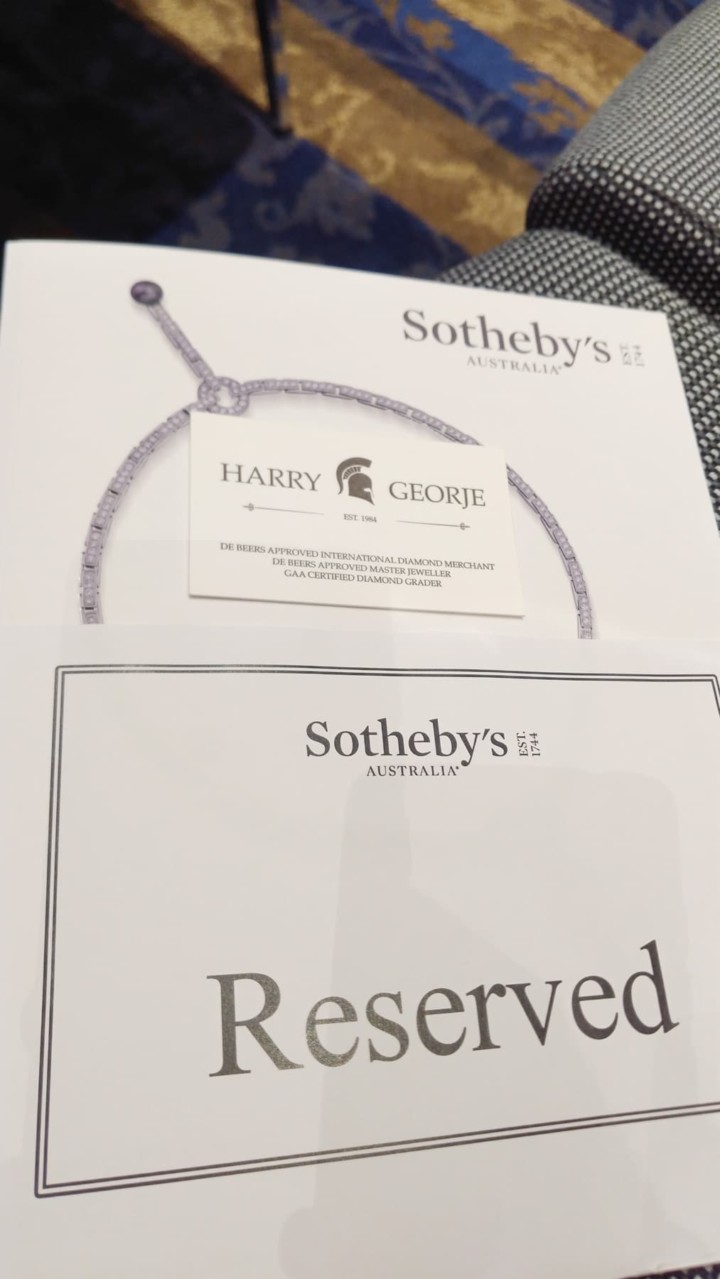 Sotheby's EST. 1744
AUSTRALIA
HARRY GEORJE
EST. 1984
DE BEERS APPROVED INTERNATIONAL DIAMOND MERCHANT
DE BEERS APPROVED MASTER JEWELLER
GAA CERTIFIED DIAMOND GRADER
Sotheby's EST. 1744
AUSTRALIA
Reserved